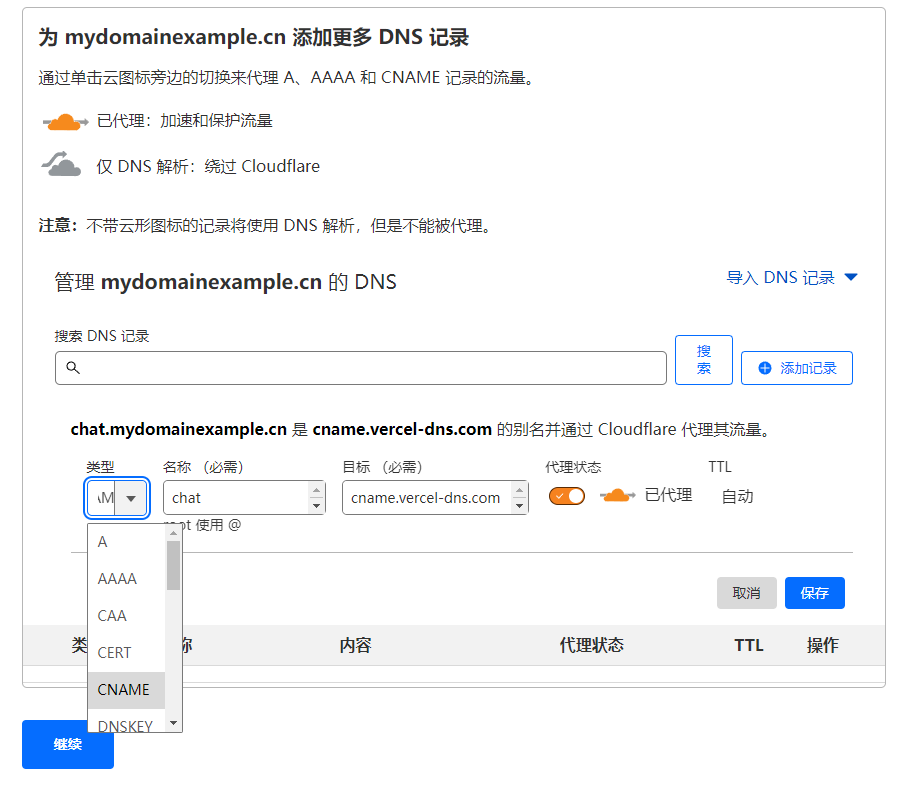 为 mydomainexample.cn 添加更多 DNS 记录
通过单击云图标旁边的切换来代理 A、AAAA 和 CNAME 记录的流量。
已代理：加速和保护流量
仅 DNS 解析：绕过 Cloudflare
注意：不带云形图标的记录将使用 DNS 解析，但是不能被代理。
管理 mydomainexample.cn 的 DNS
导入 DNS 记录
搜索 DNS 记录
搜
索
添加记录
chat.mydomainexample.cn 是 cname.vercel-dns.com 的别名并通过 Cloudflare 代理其流量。
类型 名称 （必需） 目标 （必需） 代理状态 TTL
AM chat cname.vercel-dns.com 已代理 自动
使用 @
A
AAAA
CAA
CERT
CNAME
DNSKEY
取消 保存
类 称 内容 代理状态 TTL 操作
继续